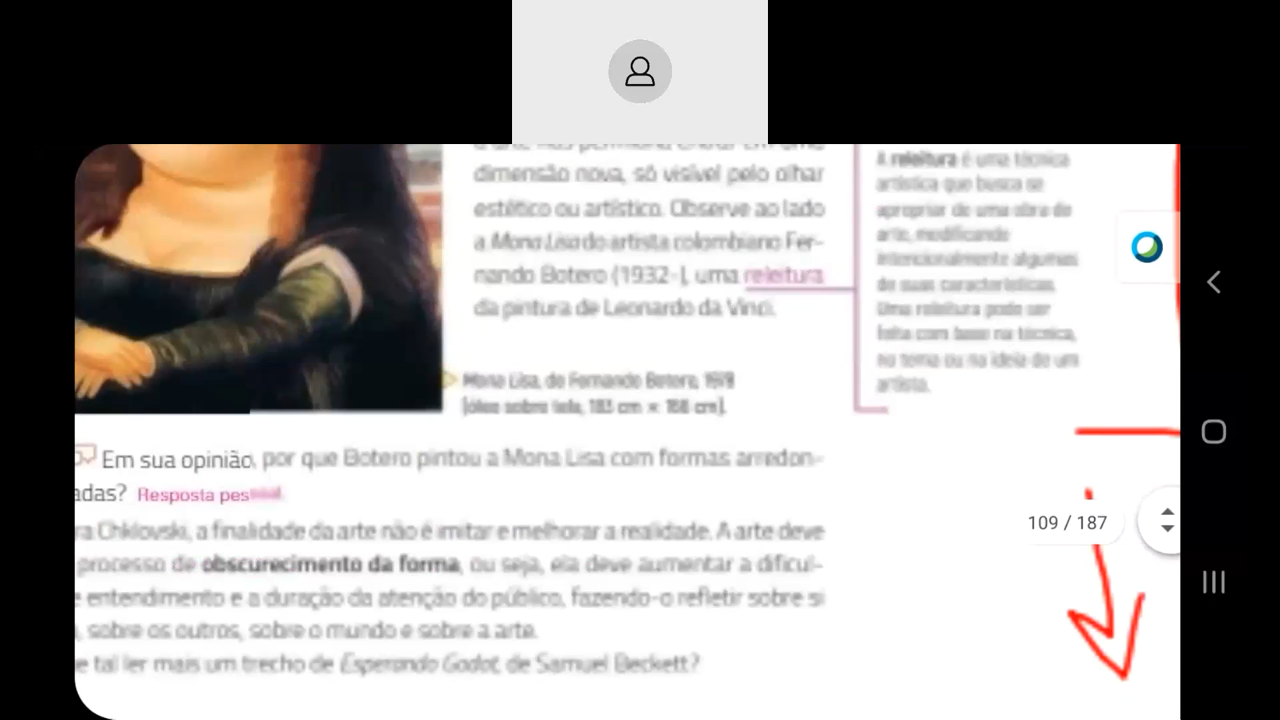 dimensão nova, só visível pelo olhar
estético ou artístico. Observe ao lado
a Mona Lisa do artista colombiano Fer-
nando Botero (1932-), uma releitura
da pintura de Leonardo da Vinci.
Mona Lisa, de Fernando Botero, 1978
(óleo sobre tela, 183 cm × 166 cm).
A releitura é uma técnica
artística que busca se
apropriar de uma obra de
arte, modificando
intencionalmente algumas
de suas características.
Uma releitura pode ser
feita com base na técnica,
no tema ou na ideia de um
artista.
Em sua opinião, por que Botero pintou a Mona Lisa com formas arredon-
adas? Resposta pessoal.
ra Chklovski, a finalidade da arte não é imitar e melhorar a realidade. A arte deve
processo de obscurecimento da forma, ou seja, ela deve aumentar a dificul-
e entendimento e a duração da atenção do público, fazendo-o refletir sobre si
, sobre os outros, sobre o mundo e sobre a arte.
e tal ler mais um trecho de Esperando Godot, de Samuel Beckett?
109 / 187